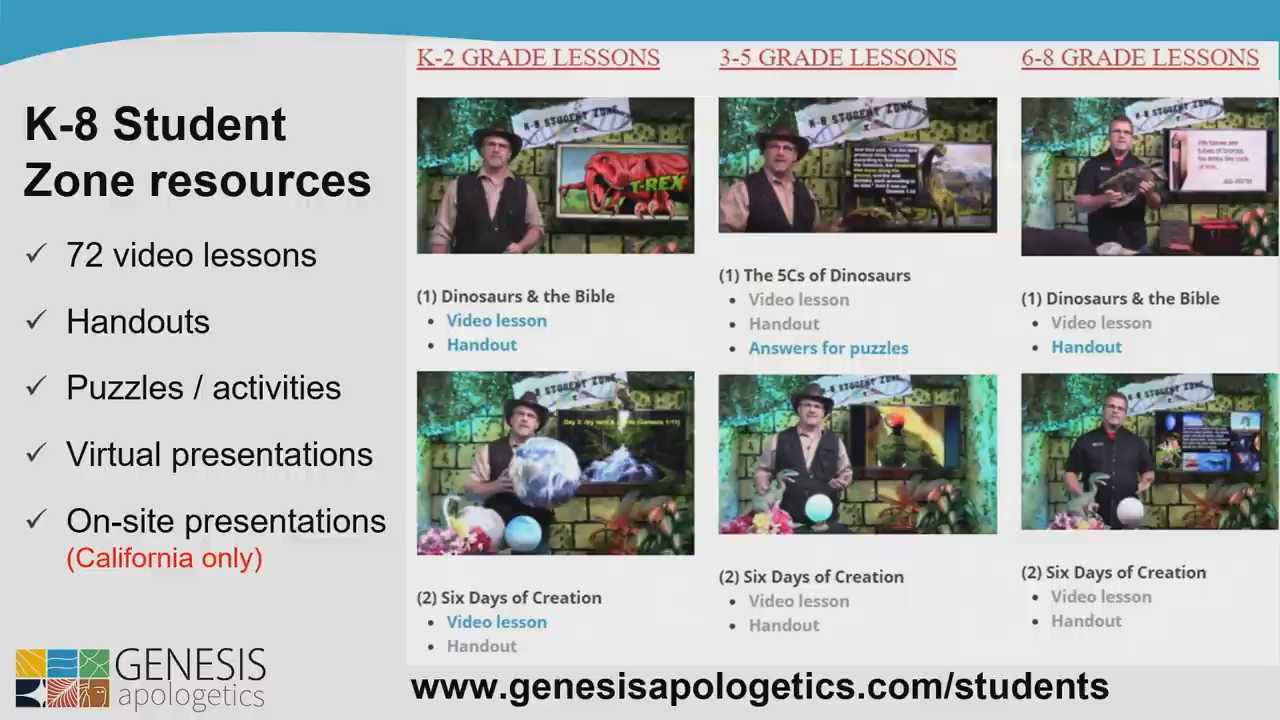 K-8 Student
Zone resources
✓ 72 video lessons
✓ Handouts
✓ Puzzles / activities
✓ Virtual presentations
✓ On-site presentations
(California only)
GENESIS
apologetics
K-2 GRADE LESSONS
K-8 STUDENT ZONE
T-REX
(1) Dinosaurs & the Bible
• Video lesson
• Handout
K-8 STUDENT ZONE
(2) Six Days of Creation
• Video lesson
• Handout
3-5 GRADE LESSONS
K-8 STUDENT ZONE
(1) The 5Cs of Dinosaurs
• Video lesson
• Handout
• Answers for puzzles
K-8 STUDENT ZONE
(2) Six Days of Creation
• Video lesson
• Handout
6-8 GRADE LESSONS
K-8 STUDENT ZONE
(1) Dinosaurs & the Bible
• Video lesson
• Handout
K-8 STUDENT ZONE
(2) Six Days of Creation
• Video lesson
• Handout
www.genesisapologetics.com/students